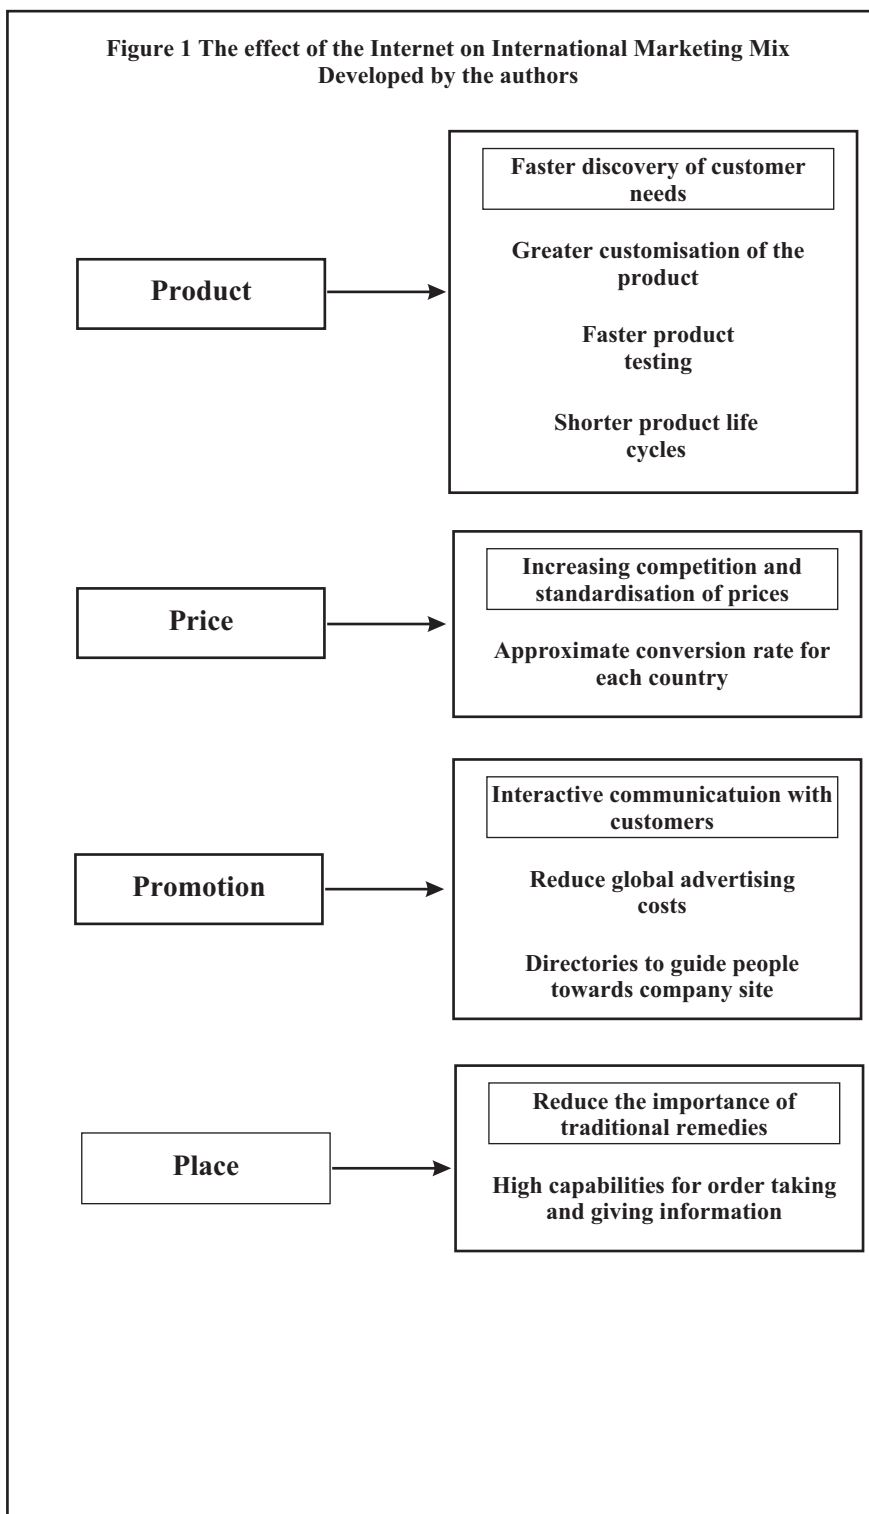 Figure 1 The effect of the Internet on International Marketing Mix
Developed by the authors
Product
Faster discovery of customer
needs
Greater customisation of the
product
Faster product
testing
Shorter product life
cycles
Price
Increasing competition and
standardisation of prices
Approximate conversion rate for
each country
Promotion
Interactive communicatuion with
customers
Reduce global advertising
costs
Directories to guide people
towards company site
Place
Reduce the importance of
traditional remedies
High capabilities for order taking
and giving information